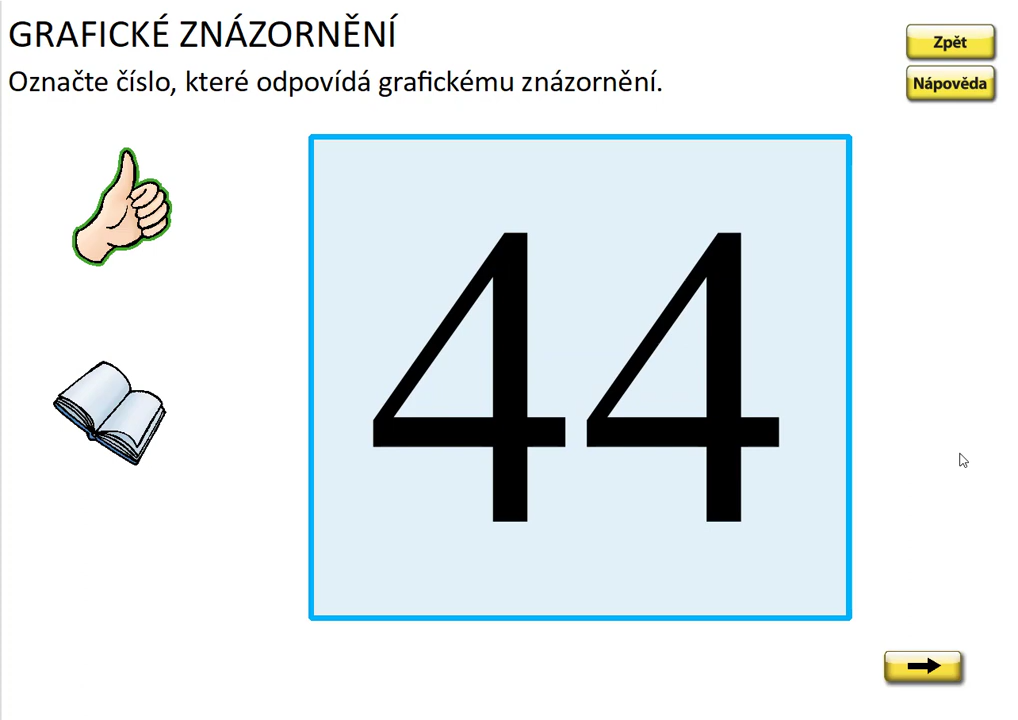 GRAFICKÉ ZNÁZORNĚNÍ
Zpět
Označte číslo, které odpovídá grafickému znázornění.
Nápověda
44